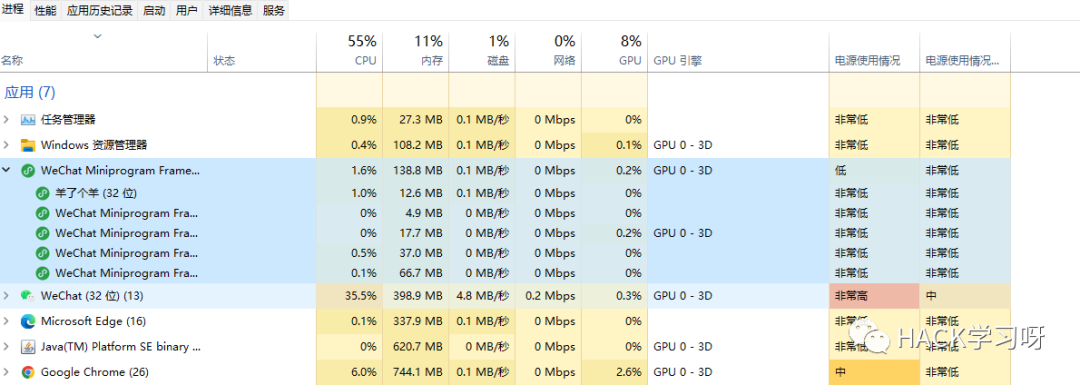 进程 性能 应用历史记录 启动 用户 详细信息 服务
55% 11% 1% 0% 8%
名称 状态 CPU 内存 磁盘 网络 GPU GPU 引擎 电源使用情况 电源使用情况...
应用 (7)
任务管理器 0.9% 27.3 MB 0.1 MB/秒 0 Mbps 0% 非常低 非常低
Windows 资源管理器 0.4% 108.2 MB 0.1 MB/秒 0 Mbps 0.1% GPU 0 - 3D 非常低 非常低
WeChat Miniprogram Frame... 1.6% 138.8 MB 0.1 MB/秒 0 Mbps 0.2% GPU 0 - 3D 低 非常低
羊了个羊 (32 位) 1.0% 12.6 MB 0.1 MB/秒 0 Mbps 0% 非常低 非常低
WeChat Miniprogram Fra... 0% 4.9 MB 0 MB/秒 0 Mbps 0% 非常低 非常低
WeChat Miniprogram Fra... 0% 17.7 MB 0 MB/秒 0 Mbps 0.2% GPU 0 - 3D 非常低 非常低
WeChat Miniprogram Fra... 0.5% 37.0 MB 0 MB/秒 0 Mbps 0% 非常低 非常低
WeChat Miniprogram Fra... 0.1% 66.7 MB 0 MB/秒 0 Mbps 0% 非常低 非常低
WeChat (32 位) (13) 35.5% 398.9 MB 4.8 MB/秒 0.2 Mbps 0.3% GPU 0 - 3D 非常高 中
Microsoft Edge (16) 0.1% 337.9 MB 0.1 MB/秒 0 Mbps 0% 非常低 非常低
HACK学习呀
Java(TM) Platform SE binary ... 0% 620.7 MB 0 MB/秒 0 Mbps 0% GPU 0 - 3D 非常低 非常低
Google Chrome (26) 6.0% 744.1 MB 0.1 MB/秒 0 Mbps 2.6% GPU 0 - 3D 中 非常低